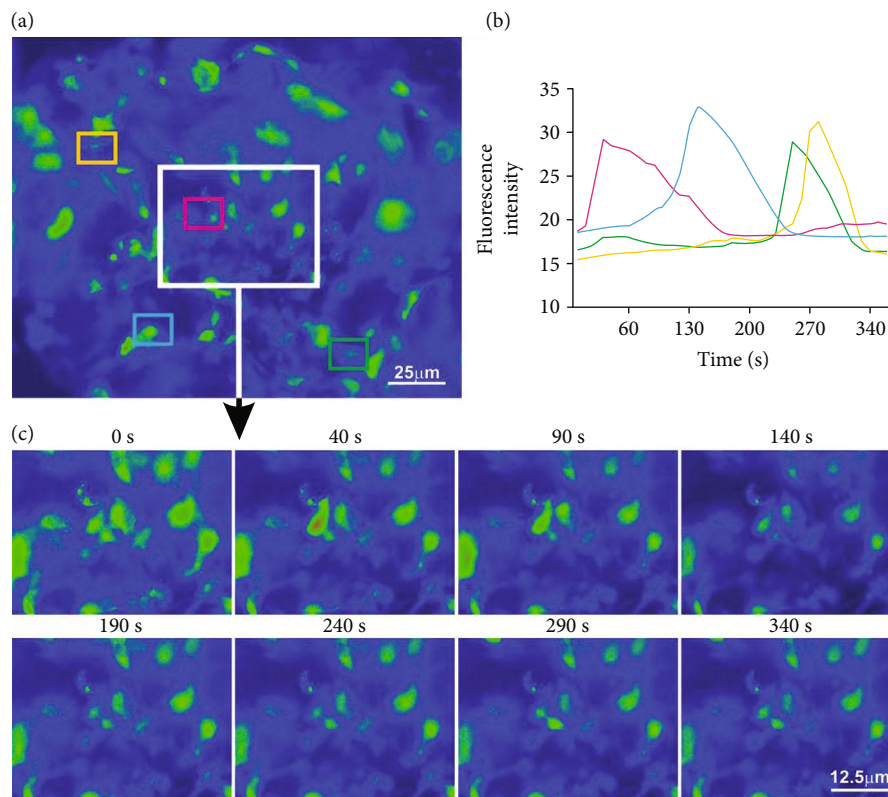 (a)
25μm
(b)
Fluorescence
intensity
35
30
25
20
15
10
60 130 200 270 340
Time (s)
(c)
0 s 40 s 90 s 140 s
190 s 240 s 290 s 340 s
12.5μm